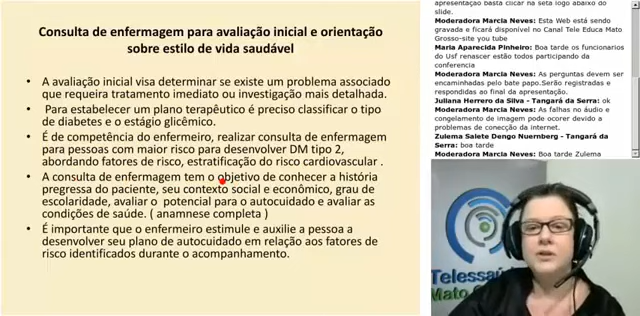 Consulta de enfermagem para avaliação inicial e orientação
sobre estilo de vida saudável
• A avaliação inicial visa determinar se existe um problema associado
que requeira tratamento imediato ou investigação mais detalhada.
• Para estabelecer um plano terapêutico é preciso classificar o tipo
de diabetes e o estágio glicêmico.
• É de competência do enfermeiro, realizar consulta de enfermagem
para pessoas com maior risco para desenvolver DM tipo 2,
abordando fatores de risco, estratificação do risco cardiovascular .
• A consulta de enfermagem tem o objetivo de conhecer a história
pregressa do paciente, seu contexto social e econômico, grau de
escolaridade, avaliar o potencial para o autocuidado e avaliar as
condições de saúde. ( anamnese completa )
• É importante que o enfermeiro estimule e auxilie a pessoa a
desenvolver seu plano de autocuidado em relação aos fatores de
risco identificados durante o acompanhamento.
apresentação basta clicar na seta logo abaixo do
slide.
Moderadora Marcia Neves: Esta Web está sendo
gravada e ficará disponível no Canal Tele Educa Mato
Grosso-site you tube
Maria Aparecida Pinheiro: Boa tarde os funcionarios
do Usf renascer estão todos participando da
conferencia
Moderadora Marcia Neves: As perguntas devem ser
encaminhadas pelo bate papo.Serão registradas e
respondidas ao final da apresentação.
Juliana Herrero da Silva - Tangará da Serra: ok
Moderadora Marcia Neves: As falhas no áudio e
congelamento de imagem pode ocorer devido a
problemas de conecção da internet.
Zulema Salete Dengo Nuernberg - Tangará da
Serra: boa tarde
Moderadora Marcia Neves: Boa tarde Zulema
Telessaú
Mato